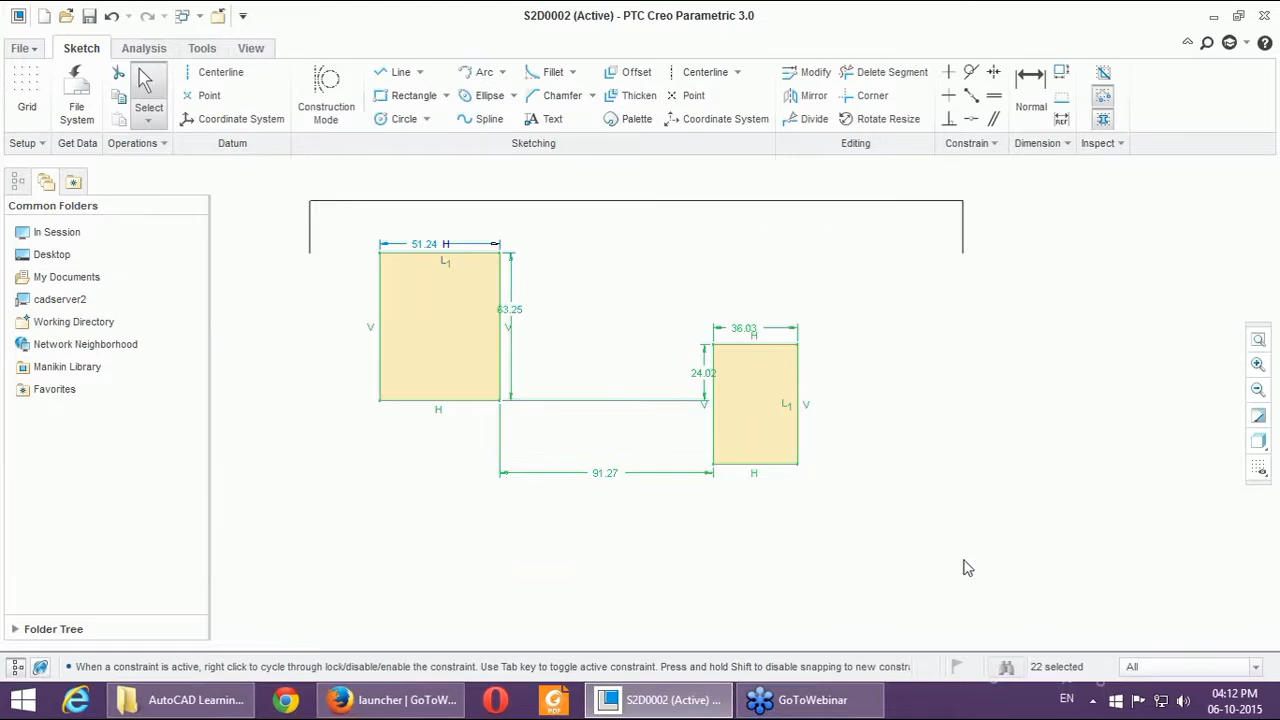 S2D0002 (Active) - PTC Creo Parametric 3.0
File Sketch Analysis Tools View
Grid
File System
Select
Centerline
Point
Coordinate System
Construction Mode
Line Arc Fillet Offset Centerline
Rectangle Ellipse Chamfer Thicken Point
Circle Spline Text Palette Coordinate System
Modify Delete Segment
Mirror Corner
Divide Rotate Resize
Normal
REF
Setup Get Data Operations Datum Sketching Editing Constrain Dimension Inspect
Common Folders
In Session
Desktop
My Documents
cadserver2
Working Directory
Network Neighborhood
Manikin Library
Favorites
Folder Tree
51.24 H
L1
63.25
V V
H
36.03
H
24.02
V L1 V
91.27 H
When a constraint is active, right click to cycle through lock/disable/enable the constraint. Use Tab key to toggle active constraint. Press and hold Shift to disable snapping to new constr
22 selected
All
AutoCAD Learnin...
launcher | GoToW...
PDF
S2D0002 (Active) ...
GoToWebinar
EN
04:12 PM
06-10-2015